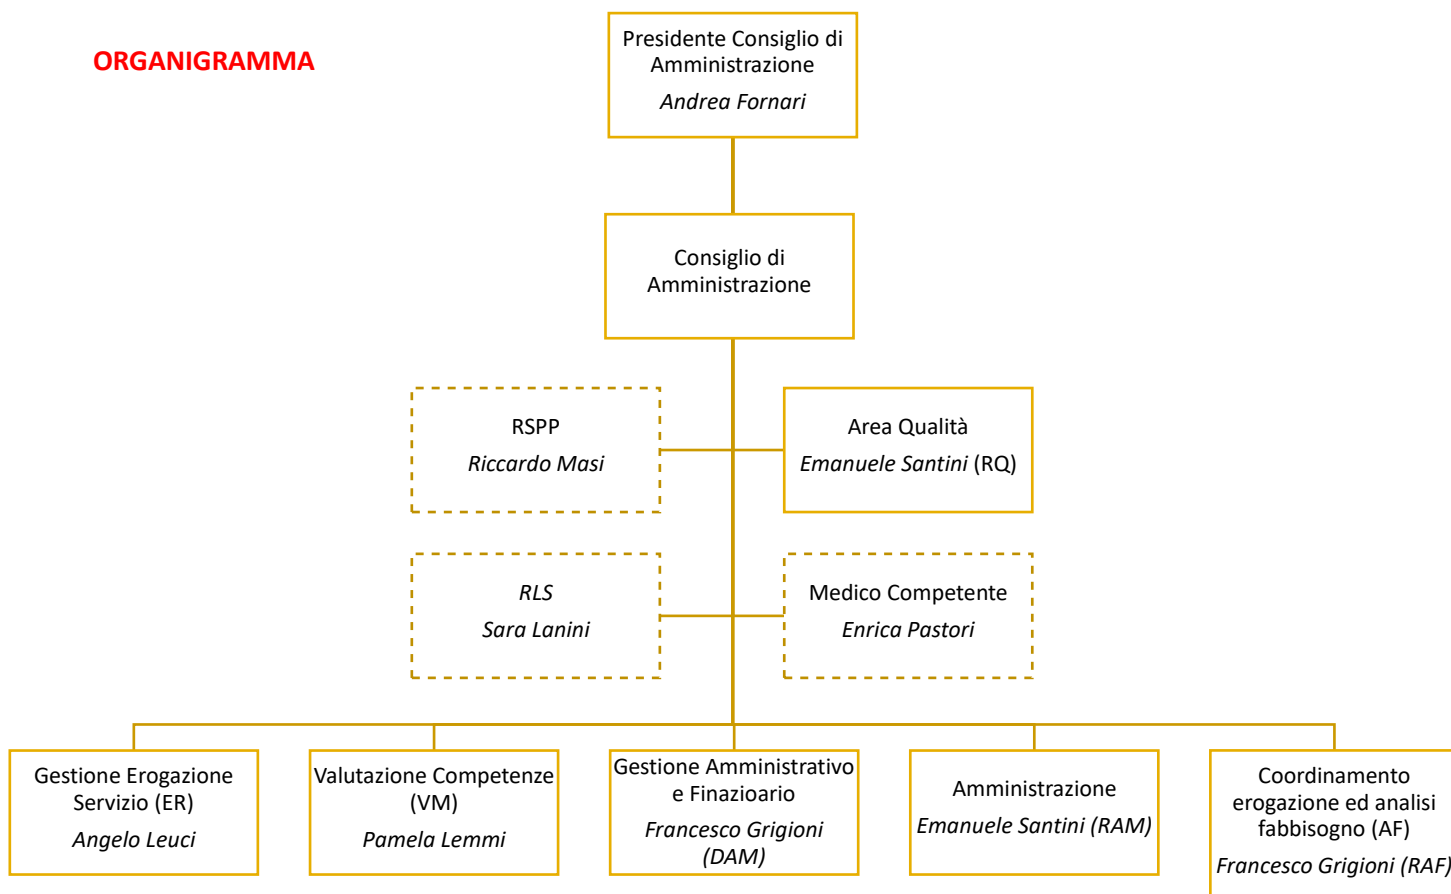 ORGANIGRAMMA
Presidente Consiglio di
Amministrazione
Andrea Fornari
Consiglio di
Amministrazione
RSPP
Riccardo Masi
Area Qualità
Emanuele Santini (RQ)
RLS
Sara Lanini
Medico Competente
Enrica Pastori
Gestione Erogazione
Servizio (ER)
Angelo Leuci
Valutazione Competenze
(VM)
Pamela Lemmi
Gestione Amministrativo
e Finazioario
Francesco Grigioni
(DAM)
Amministrazione
Emanuele Santini (RAM)
Coordinamento
erogazione ed analisi
fabbisogno (AF)
Francesco Grigioni (RAF)